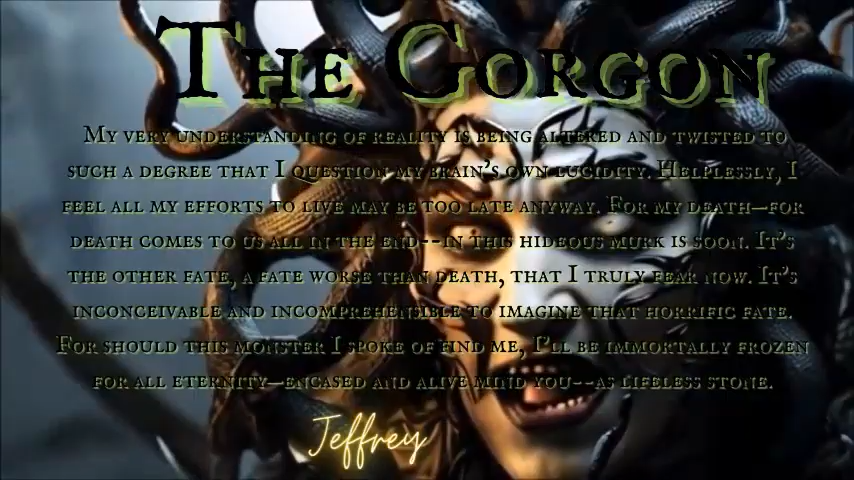 The Gorgon
My very understanding of reality is being altered and twisted to
such a degree that I question my brain's own lucidity. Helplessly, I
feel all my efforts to live may be too late anyway. For my death—for
death comes to us all in the end--in this hideous murk is soon. It's
the other fate, a fate worse than death, that I truly fear now. It's
inconceivable and incomprehensible to imagine that horrific fate.
For should this monster I spoke of find me, I'll be immortally frozen
for all eternity—encased and alive mind you--as lifeless stone.
Jeffrey